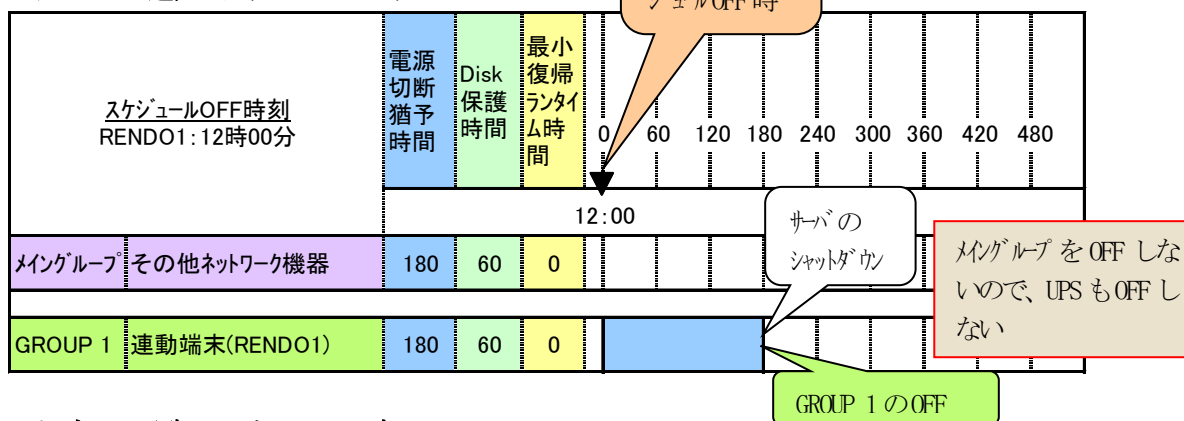 ジュルOFF時
スケジュールOFF時刻
RENDO1:12時00分
電源
切断
猶予
時間
Disk
保護
時間
最小
復帰
ランタイ
ム時
間
0 60 120 180 240 300 360 420 480
12:00
サーバの
シャットダウン
メイングループ その他ネットワーク機器 180 60 0
メイングループを OFF しな
いので、UPS もOFF し
ない
GROUP 1 連動端末(RENDO1) 180 60 0
GROUP 1 のOFF